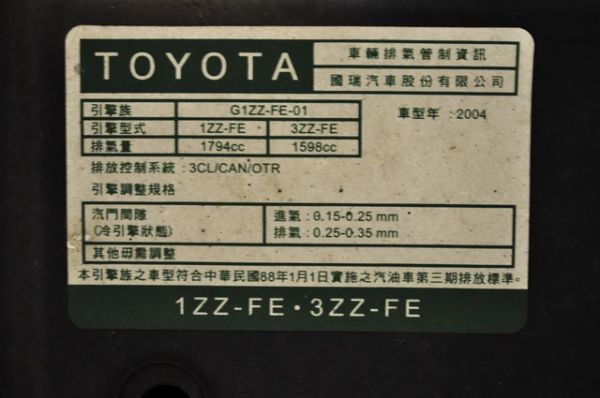 TOYOTA
車輛排氣管制資訊
國瑞汽車股份有限公司
引擎族 G1ZZ-FE-01
車型年：2004
引擎型式 1ZZ-FE 3ZZ-FE
排氣量 1794cc 1598cc
排放控制系統：3CL/CAN/OTR
引擎調整規格
汽門間隙 進氣：0.15-0.25 mm
(冷引擎狀態) 排氣：0.25-0.35 mm
其他毋需調整
本引擎族之車型符合中華民國88年1月1日實施之汽油車第三期排放標準。
1ZZ-FE・3ZZ-FE